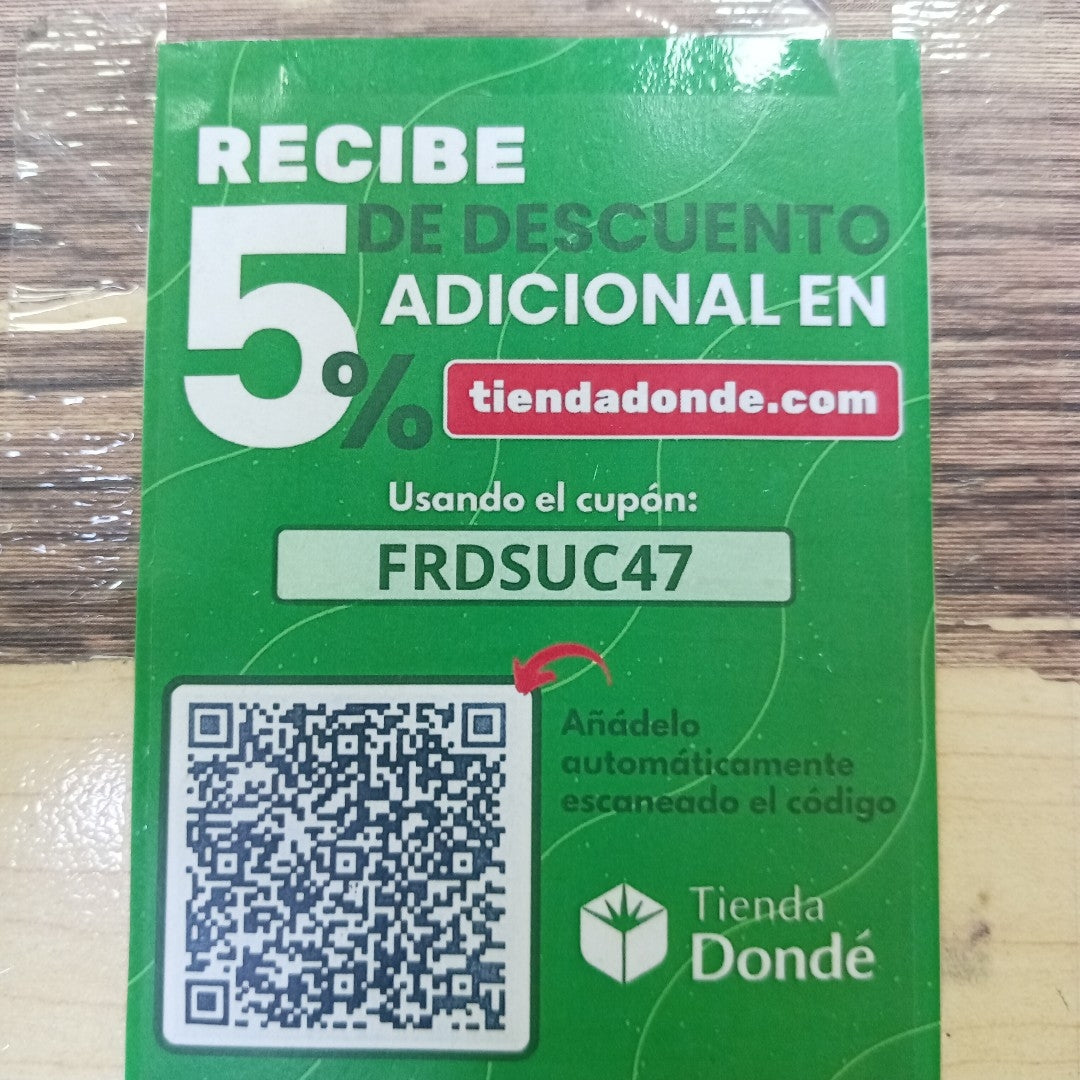 RECIBE
5% DE DESCUENTO
ADICIONAL EN
tiendadonde.com
Usando el cupón:
FRDSUC47
Añádelo
automáticamente
escaneado el código
Tienda
Dondé